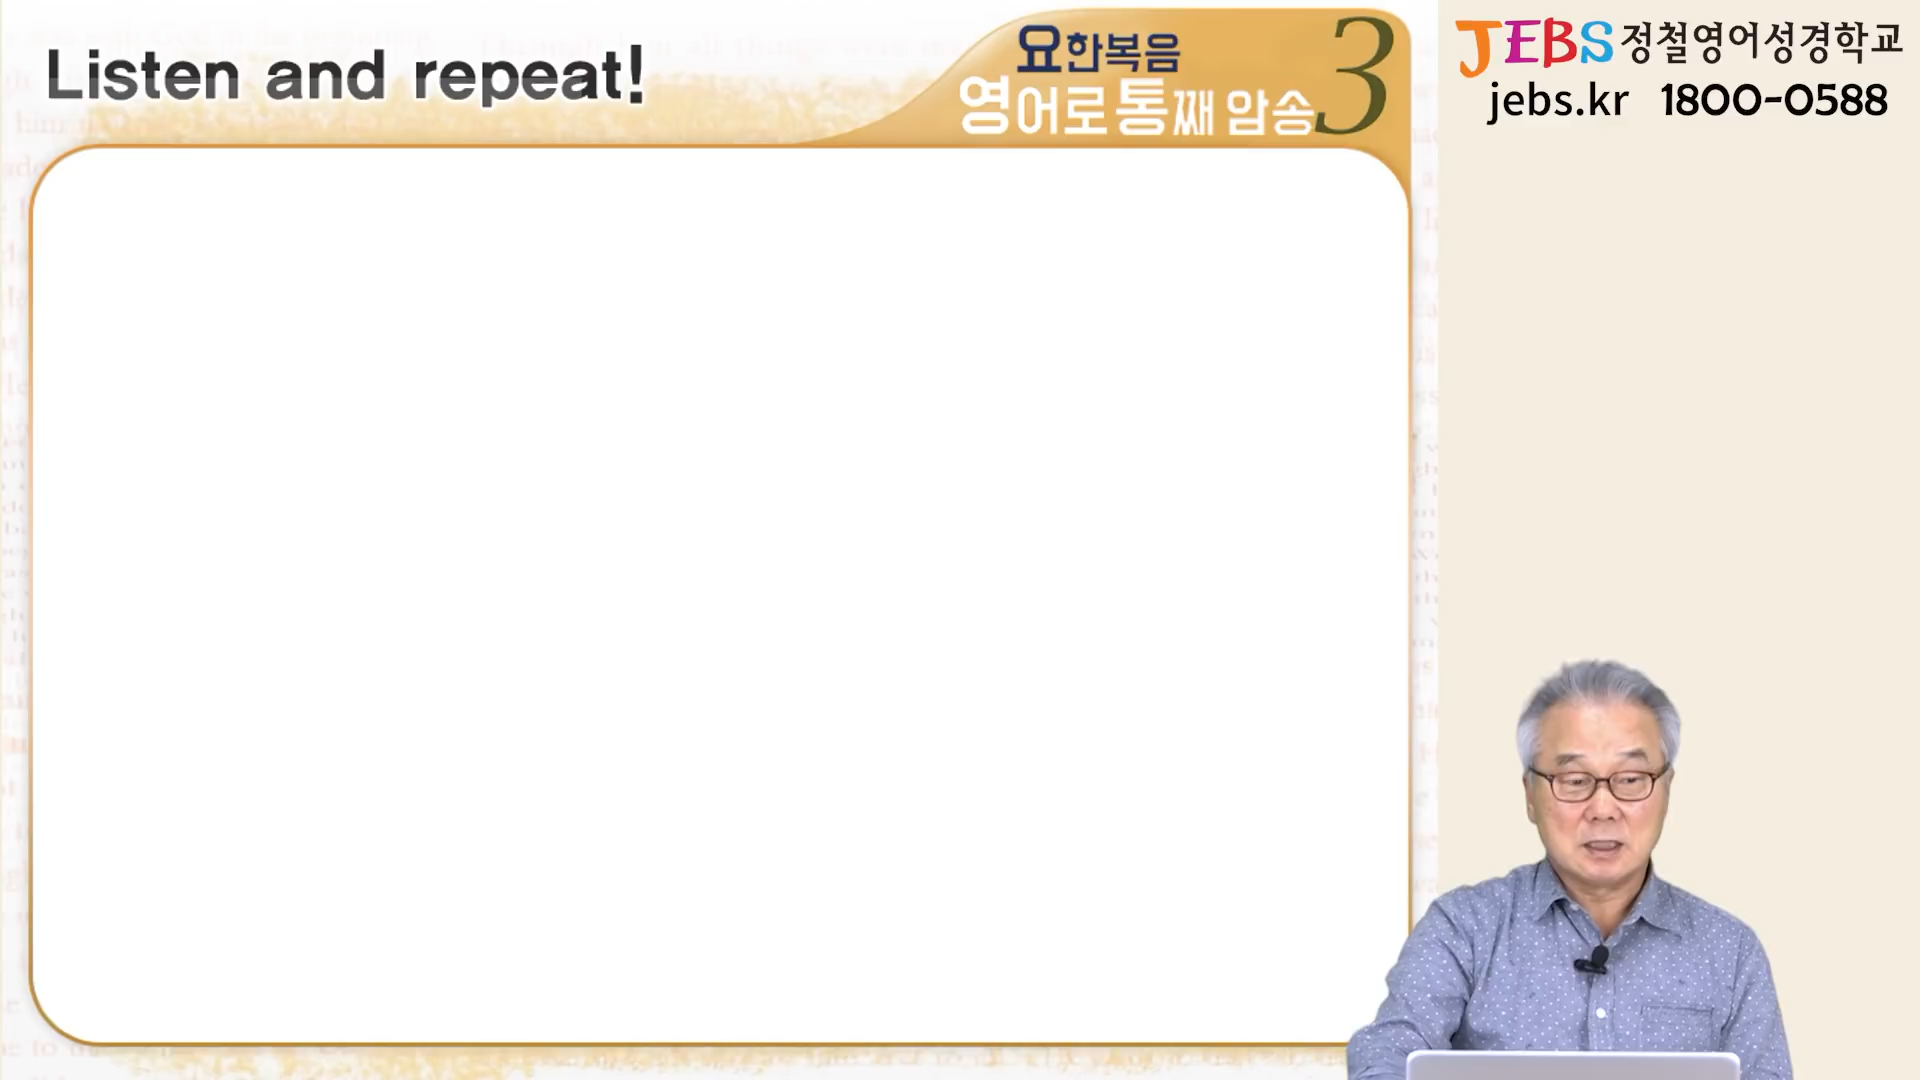 Listen and repeat!
요한복음
영어로 통째 암송 3
JEBS 정철영어성경학교
jebs.kr 1800-0588